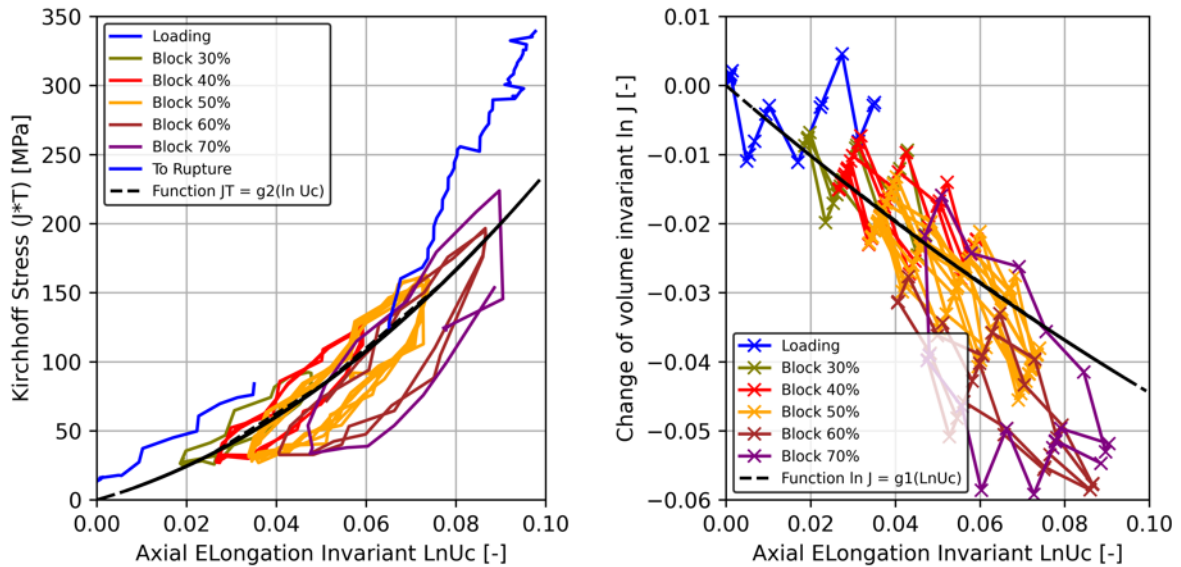 350
300
250
200
150
100
50
0
Kirchhoff Stress (J*T) [MPa]
Loading
Block 30%
Block 40%
Block 50%
Block 60%
Block 70%
To Rupture
Function JT = g2(ln Uc)
0.00 0.02 0.04 0.06 0.08 0.10
Axial ELongation Invariant LnUc [-]
0.01
0.00
−0.01
−0.02
−0.03
−0.04
−0.05
−0.06
Change of volume invariant ln J [-]
Loading
Block 30%
Block 40%
Block 50%
Block 60%
Block 70%
Function ln J = g1(LnUc)
0.00 0.02 0.04 0.06 0.08 0.10
Axial ELongation Invariant LnUc [-]